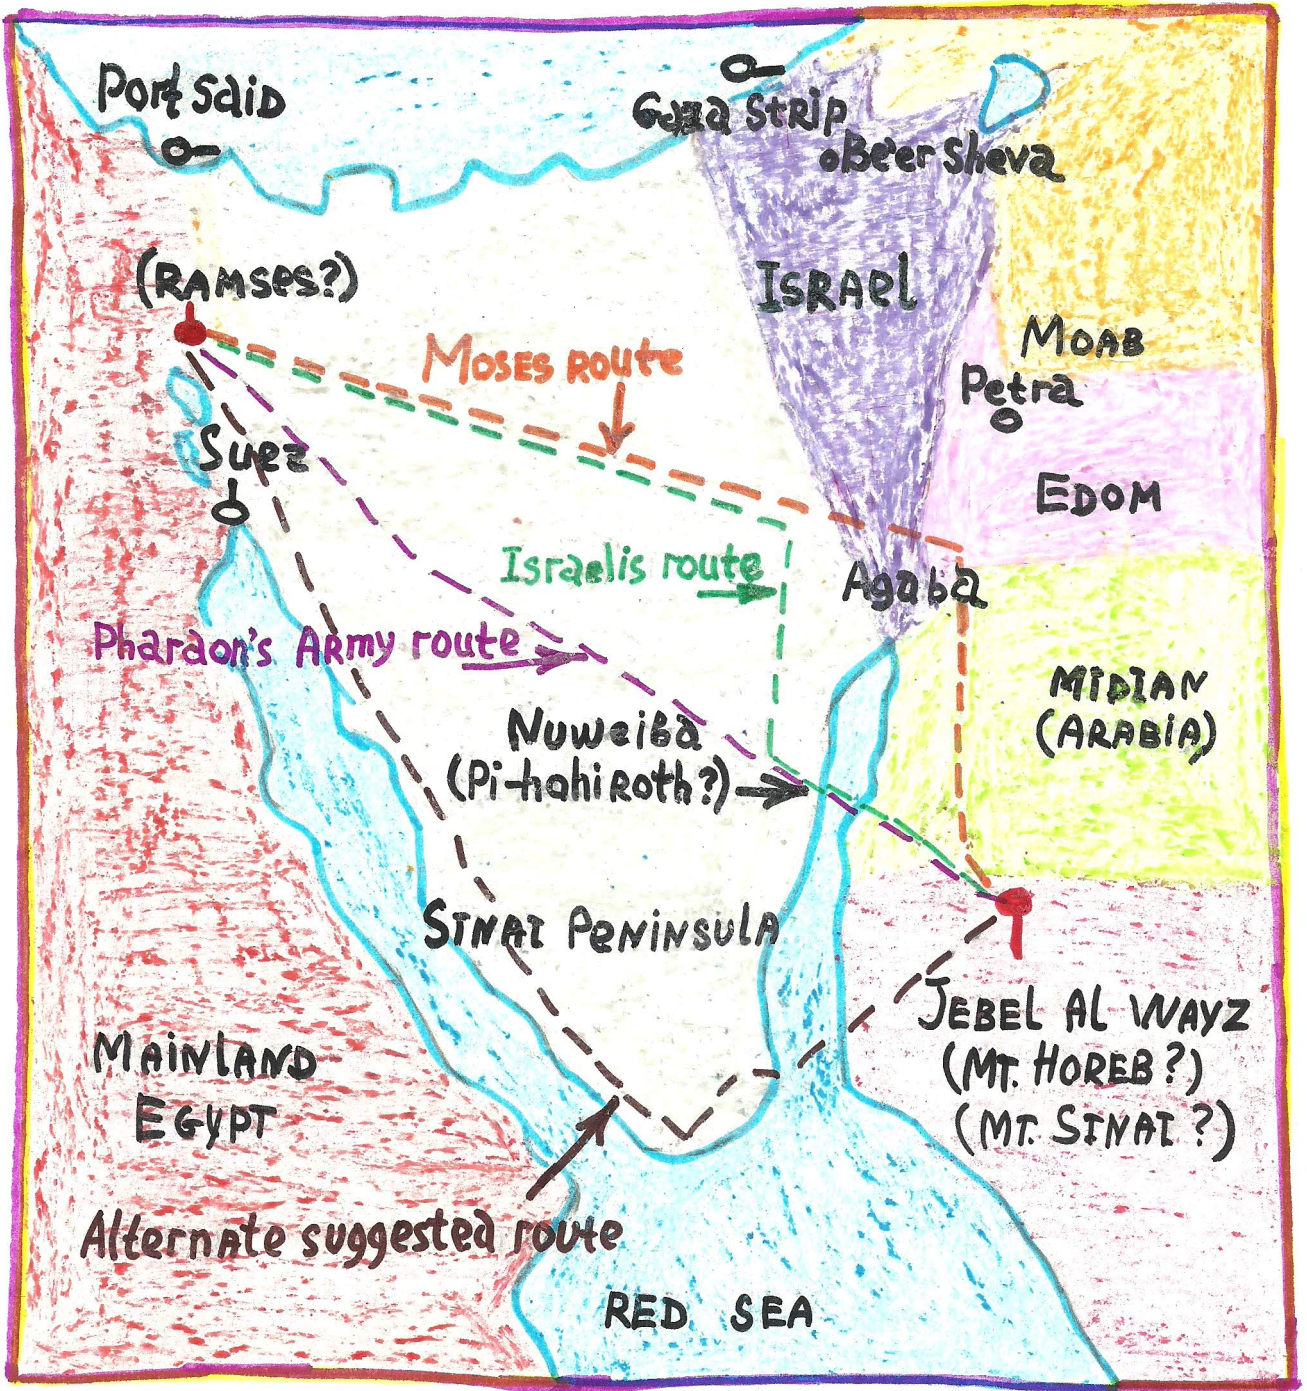 Port Said
Gaza Strip
Be'er Sheva
(RAMSES?)
ISRAEL
MOAB
MOSES ROUTE
Petra
Suez
EDOM
Israelis route
Agaba
Pharaon's ARmy route
MIDIAN
(ARABIA)
Nuweiba
(Pi-hahiRoth?)
SINAI PENINSULA
JEBEL AL WAYZ
(MT. HOREB?)
(MT. SINAI?)
MAINLAND
EGYPT
Alternate suggested route
RED SEA